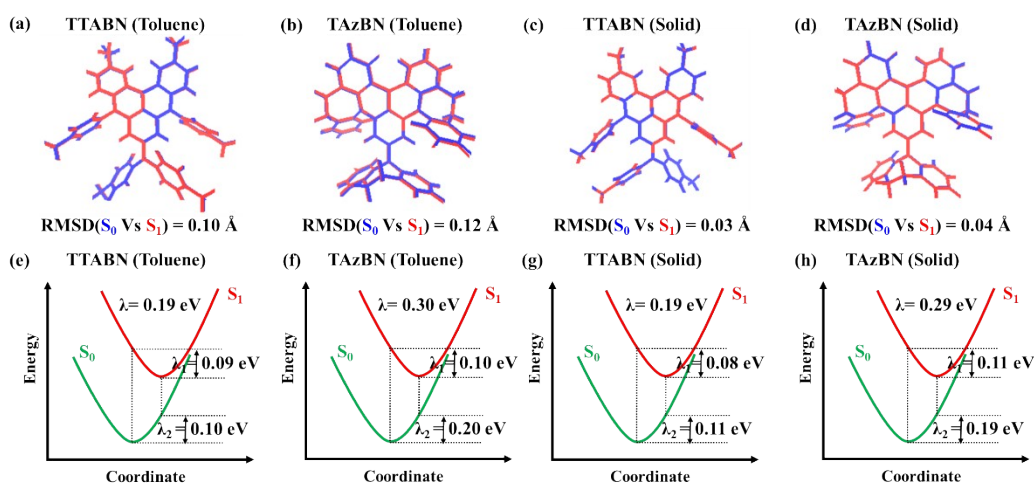 (a) TTABN (Toluene)
(b) TAzBN (Toluene)
(c) TTABN (Solid)
(d) TAzBN (Solid)
RMSD(S₀ Vs S₁) = 0.10 Å
RMSD(S₀ Vs S₁) = 0.12 Å
RMSD(S₀ Vs S₁) = 0.03 Å
RMSD(S₀ Vs S₁) = 0.04 Å
(e) TTABN (Toluene)
Energy
S₀
λ= 0.19 eV
S₁
λ₁= 0.09 eV
λ₂= 0.10 eV
Coordinate
(f) TAzBN (Toluene)
Energy
S₀
λ= 0.30 eV
S₁
λ₁= 0.10 eV
λ₂= 0.20 eV
Coordinate
(g) TTABN (Solid)
Energy
S₀
λ= 0.19 eV
S₁
λ₁= 0.08 eV
λ₂= 0.11 eV
Coordinate
(h) TAzBN (Solid)
Energy
S₀
λ= 0.29 eV
S₁
λ₁= 0.11 eV
λ₂= 0.19 eV
Coordinate